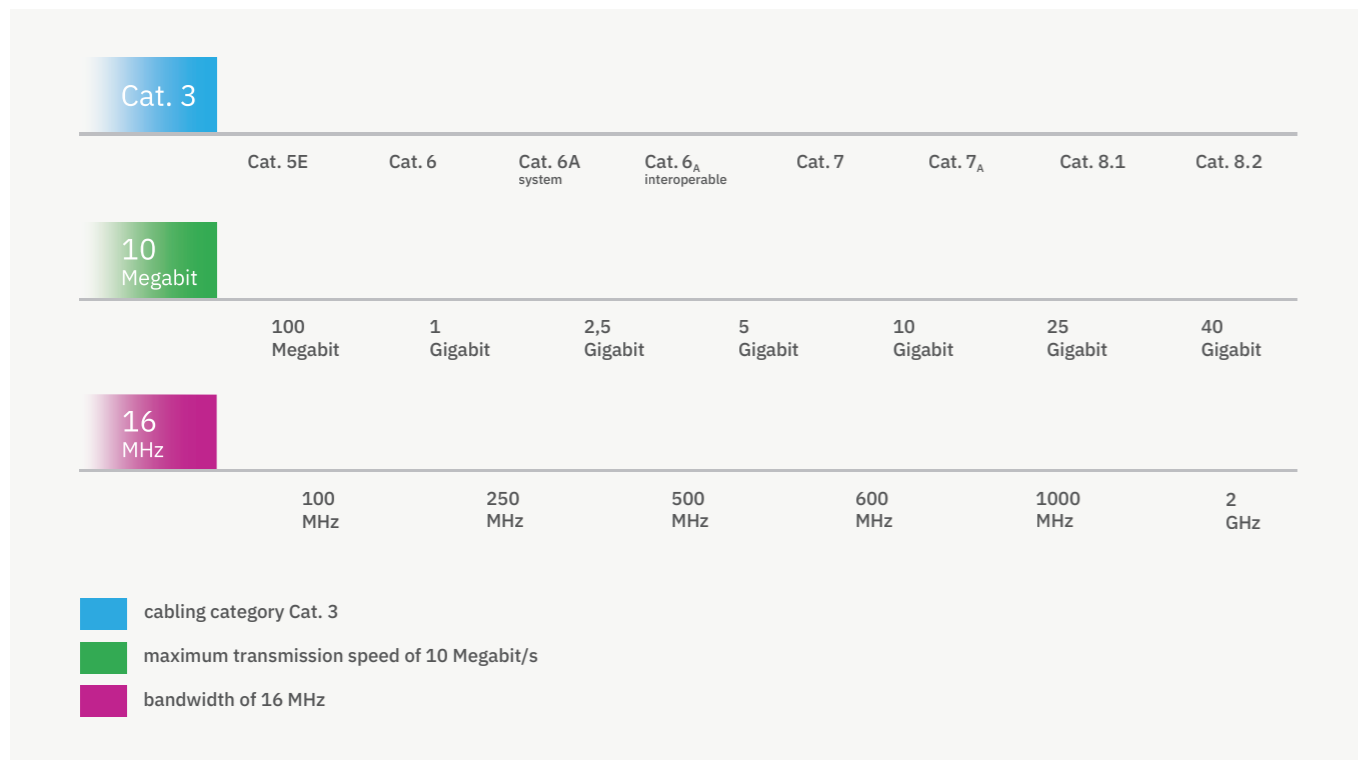 Cat. 3
Cat. 5E Cat. 6 Cat. 6A Cat. 6A Cat. 7 Cat. 7A Cat. 8.1 Cat. 8.2
system interoperable
10
Megabit
100 1 2,5 5 10 25 40
Megabit Gigabit Gigabit Gigabit Gigabit Gigabit Gigabit
16
MHz
100 250 500 600 1000 2
MHz MHz MHz MHz MHz GHz
cabling category Cat. 3
maximum transmission speed of 10 Megabit/s
bandwidth of 16 MHz